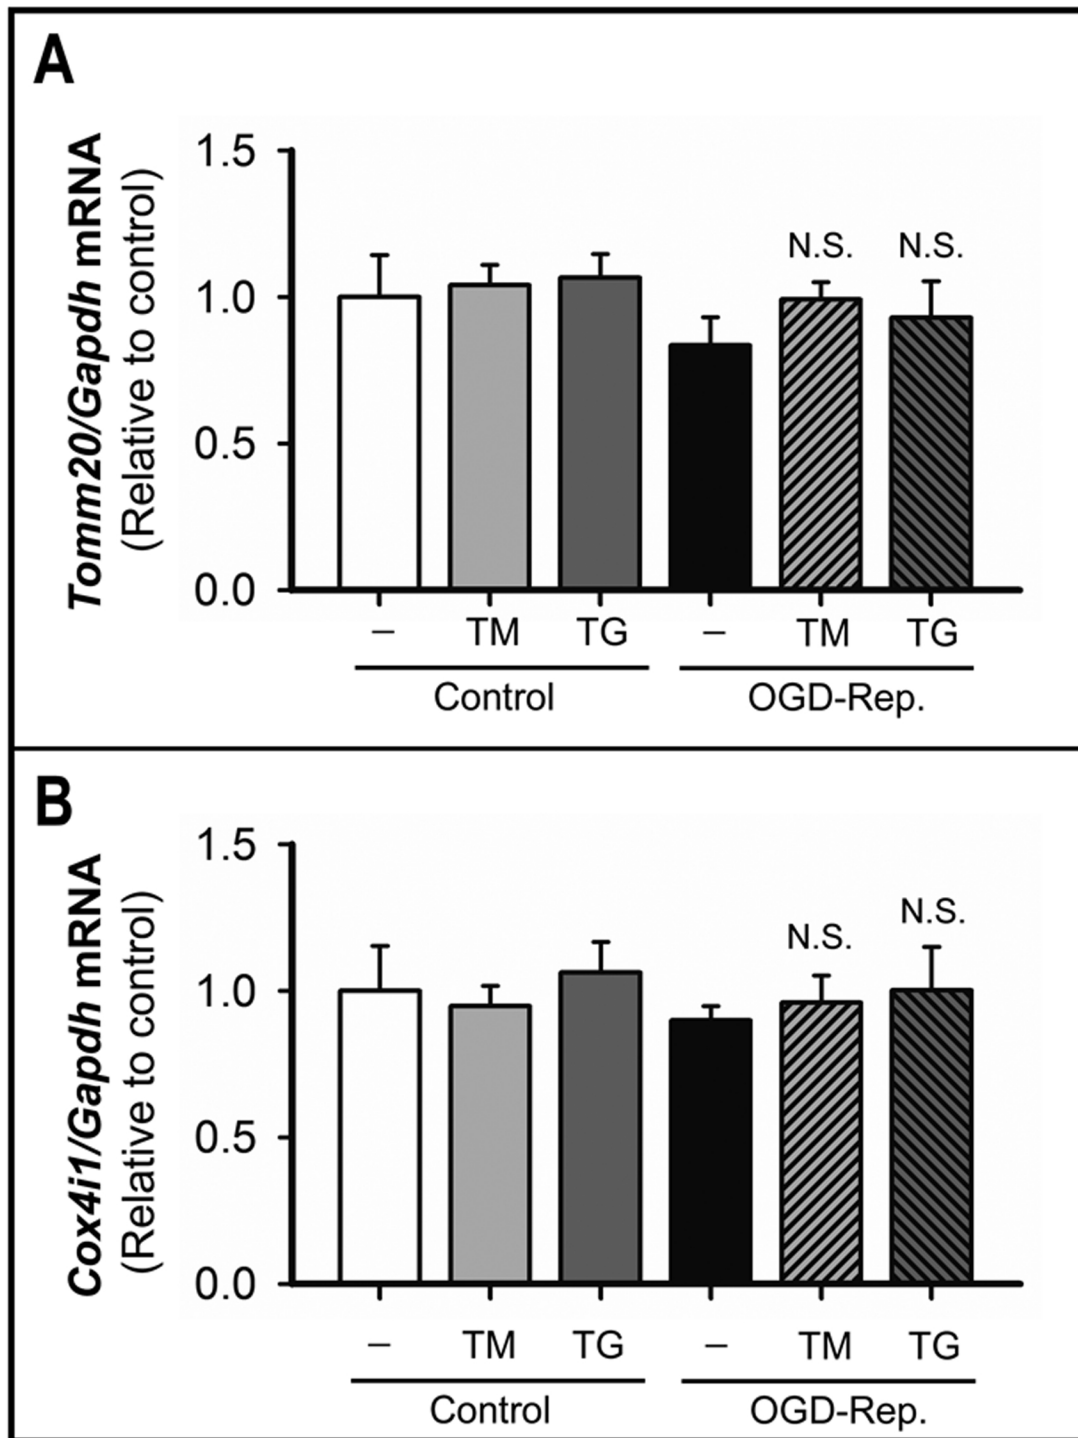 A
Tomm20/Gapdh mRNA
(Relative to control)
1.5
1.0
0.5
0.0
N.S. N.S.
– TM TG – TM TG
Control OGD-Rep.
B
Cox4i1/Gapdh mRNA
(Relative to control)
1.5
1.0
0.5
0.0
N.S. N.S.
– TM TG – TM TG
Control OGD-Rep.